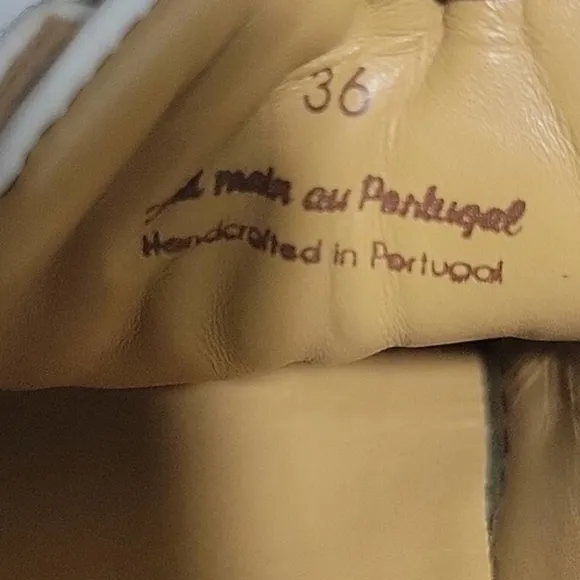 36
main au Portugal
Handcrafted in Portugal